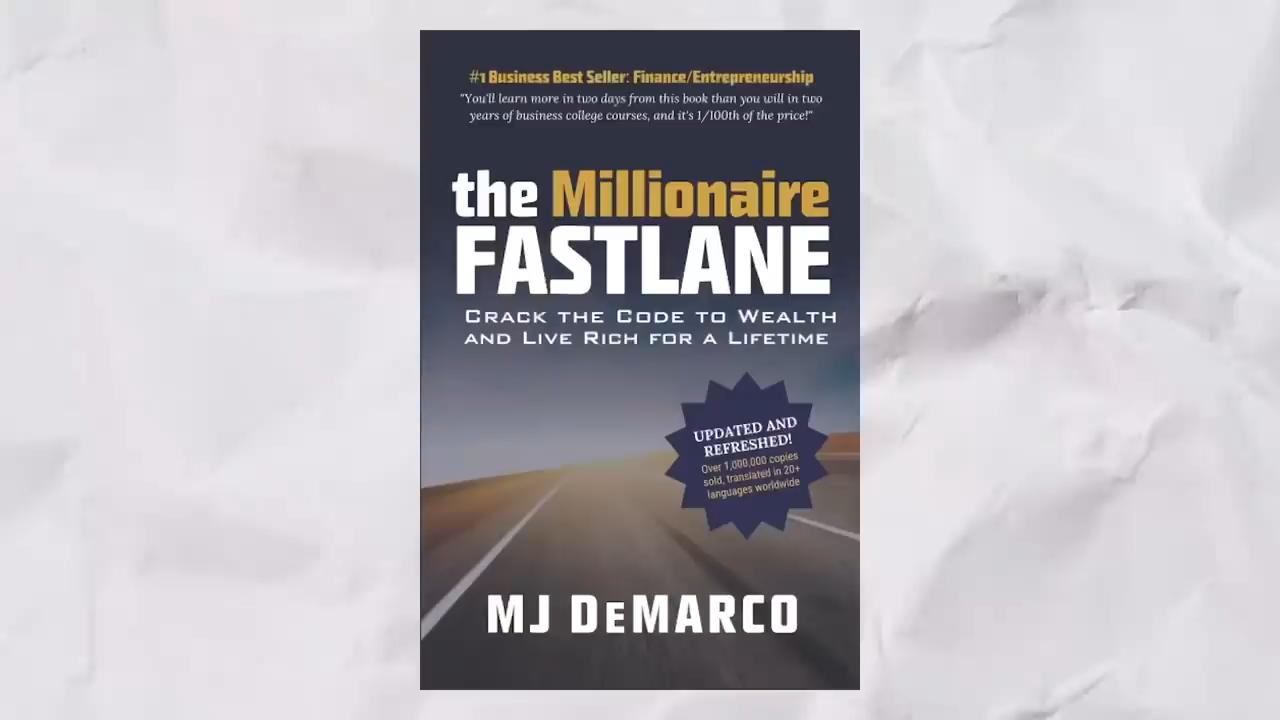 #1 Business Best Seller: Finance/Entrepreneurship
"You'll learn more in two days from this book than you will in two
years of business college courses, and it's 1/100th of the price!"
the Millionaire
FASTLANE
CRACK THE CODE TO WEALTH
AND LIVE RICH FOR A LIFETIME
UPDATED AND
REFRESHED!
Over 1,000,000 copies
sold, translated in 20+
languages worldwide
MJ DEMARCO